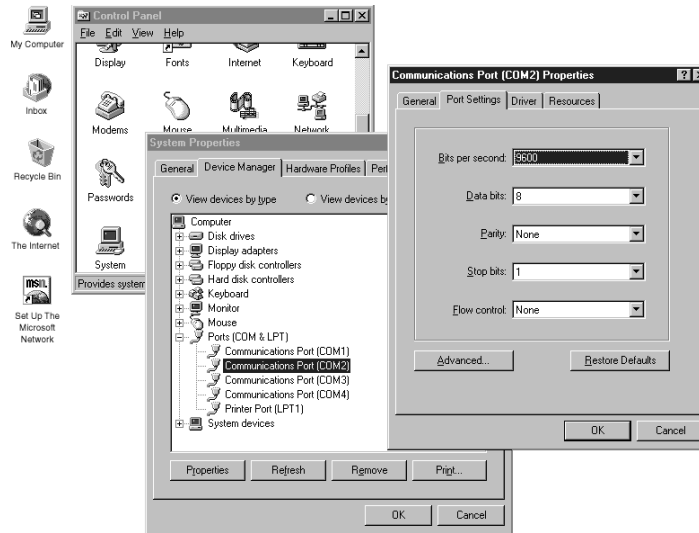 My Computer
Inbox
Recycle Bin
The Internet
msn.
Set Up The
Microsoft
Network
Control Panel
File Edit View Help
Display Fonts Internet Keyboard
Modems Mouse Multimedia Network
Passwords
System
Provides system
System Properties
General Device Manager Hardware Profiles
View devices by type View devices by
Computer
Disk drives
Display adapters
Floppy disk controllers
Hard disk controllers
Keyboard
Monitor
Mouse
Ports (COM & LPT)
Communications Port (COM1)
Communications Port (COM2)
Communications Port (COM3)
Communications Port (COM4)
Printer Port (LPT1)
System devices
Properties Refresh Remove Print...
OK Cancel
Communications Port (COM2) Properties
General Port Settings Driver Resources
Bits per second: 9600
Data bits: 8
Parity: None
Stop bits: 1
Flow control: None
Advanced... Restore Defaults
OK Cancel